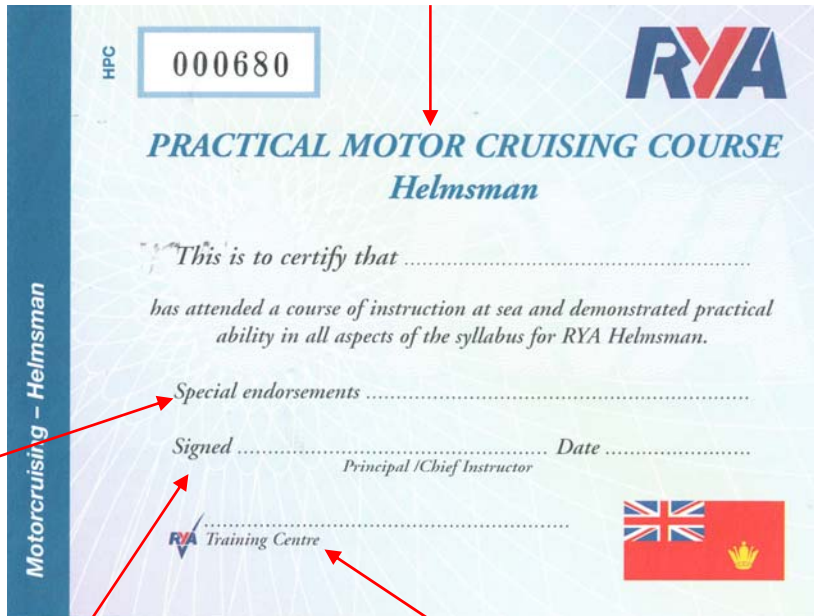 HPC
000680
RYA
PRACTICAL MOTOR CRUISING COURSE
Helmsman
This is to certify that ..........................................................
has attended a course of instruction at sea and demonstrated practical
ability in all aspects of the syllabus for RYA Helmsman.
Special endorsements ................................................................
Signed ..................................................... Date ........................
Principal /Chief Instructor
...............................................................
RYA Training Centre
Motorcruising – Helmsman